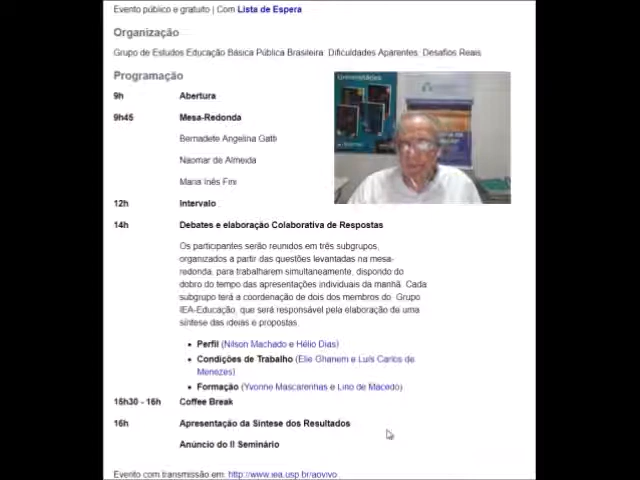 Evento público e gratuito | Com Lista de Espera
Organização
Grupo de Estudos Educação Básica Pública Brasileira: Dificuldades Aparentes, Desafios Reais
Programação
9h Abertura
9h45 Mesa-Redonda
Bernadete Angelina Gatti
Naomar de Almeida
Maria Inês Fini
12h Intervalo
14h Debates e elaboração Colaborativa de Respostas
Os participantes serão reunidos em três subgrupos,
organizados a partir das questões levantadas na mesa-
redonda, para trabalharem simultaneamente, dispondo do
dobro do tempo das apresentações individuais da manhã. Cada
subgrupo terá a coordenação de dois dos membros do Grupo
IEA-Educação, que será responsável pela elaboração de uma
síntese das ideias e propostas.
Perfil (Nilson Machado e Hélio Dias)
Condições de Trabalho (Elie Ghanem e Luís Carlos de
Menezes)
Formação (Yvonne Mascarenhas e Lino de Macedo)
15h30 - 16h Coffee Break
16h Apresentação da Síntese dos Resultados
Anúncio do II Seminário
Evento com transmissão em: http://www.iea.usp.br/aovivo